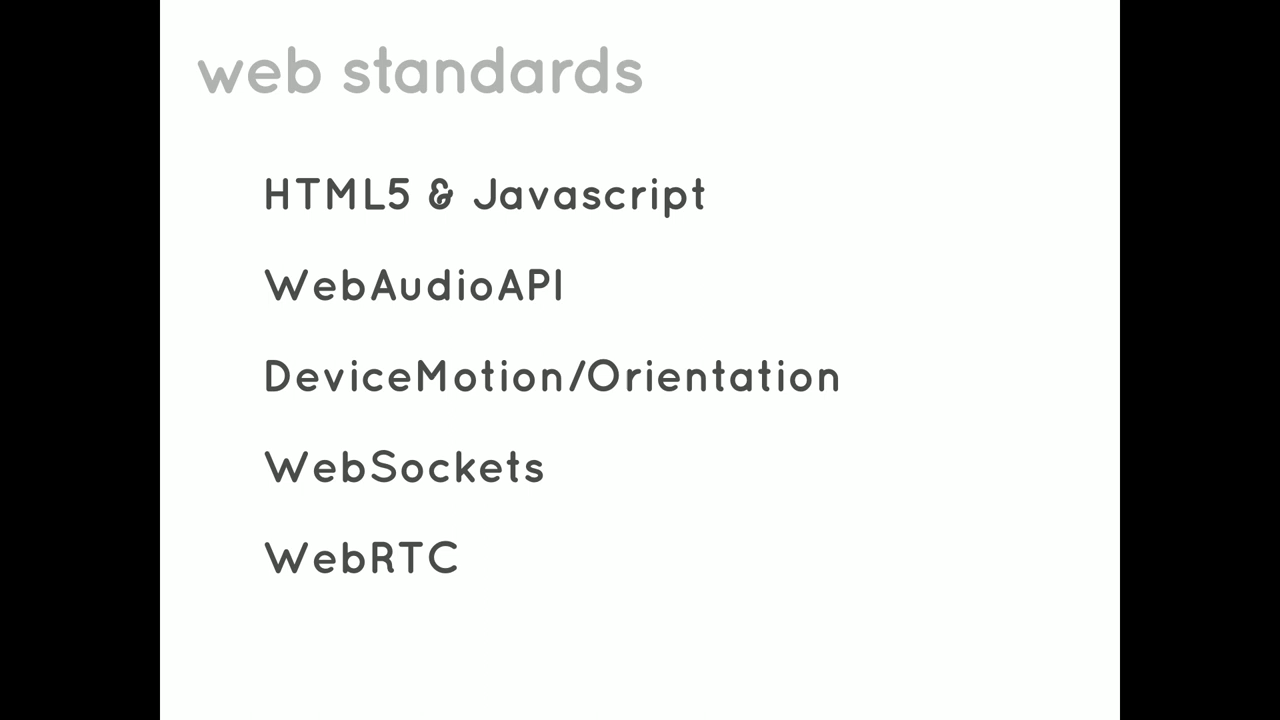 web standards
HTML5 & Javascript
WebAudioAPI
DeviceMotion/Orientation
WebSockets
WebRTC